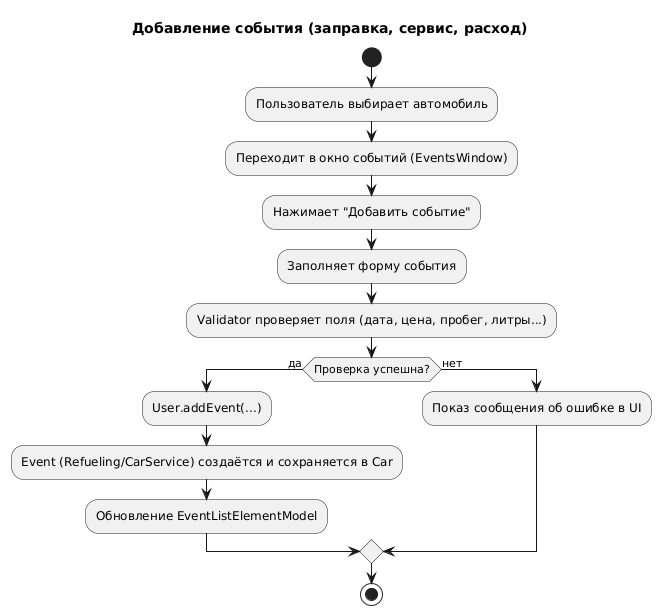 Добавление события (заправка, сервис, расход)
Пользователь выбирает автомобиль
Переходит в окно событий (EventsWindow)
Нажимает "Добавить событие"
Заполняет форму события
Validator проверяет поля (дата, цена, пробег, литры...)
да
Проверка успешна?
нет
User.addEvent(...)
Показ сообщения об ошибке в UI
Event (Refueling/CarService) создаётся и сохраняется в Car
Обновление EventListElementModel